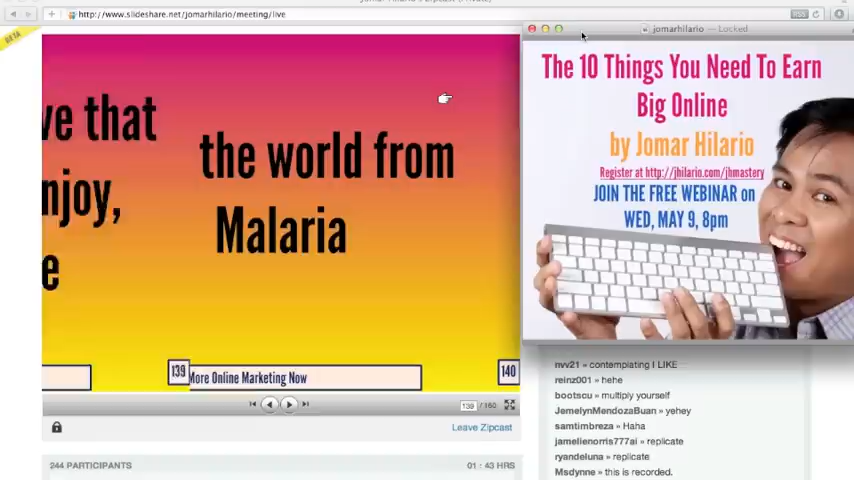 http://www.slideshare.net/jomarhilario/meeting/live
RSS
BETA
ve that
njoy,
e
the world from
Malaria
139
More Online Marketing Now
140
139 / 160
Leave Zipcast
244 PARTICIPANTS
01 : 43 HRS
jomarhilario — Locked
The 10 Things You Need To Earn
Big Online
by Jomar Hilario
Register at http://jhilario.com/jhmastery
JOIN THE FREE WEBINAR on
WED, MAY 9, 8pm
nvv21 » contemplating I LIKE
reinz001 » hehe
bootscu » multiply yourself
JemelynMendozaBuan » yehey
samtimbreza » Haha
jamelienorris777ai » replicate
ryandeluna » replicate
Msdynne » this is recorded.